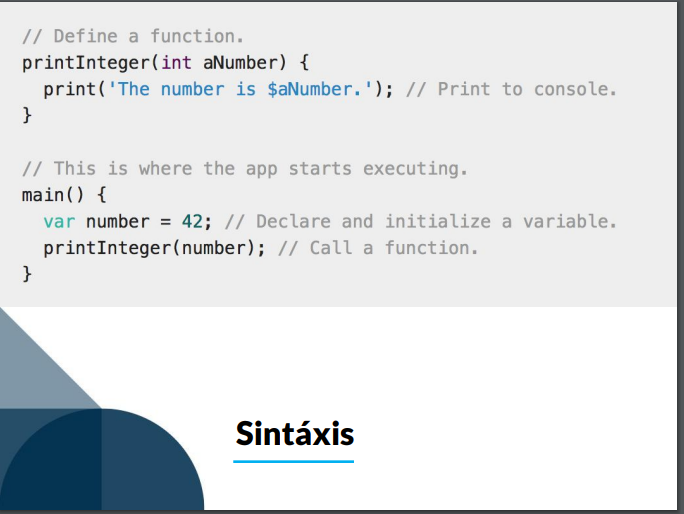 // Define a function.
printInteger(int aNumber) {
  print('The number is $aNumber.'); // Print to console.
}
// This is where the app starts executing.
main() {
  var number = 42; // Declare and initialize a variable.
  printInteger(number); // Call a function.
}
Sintáxis